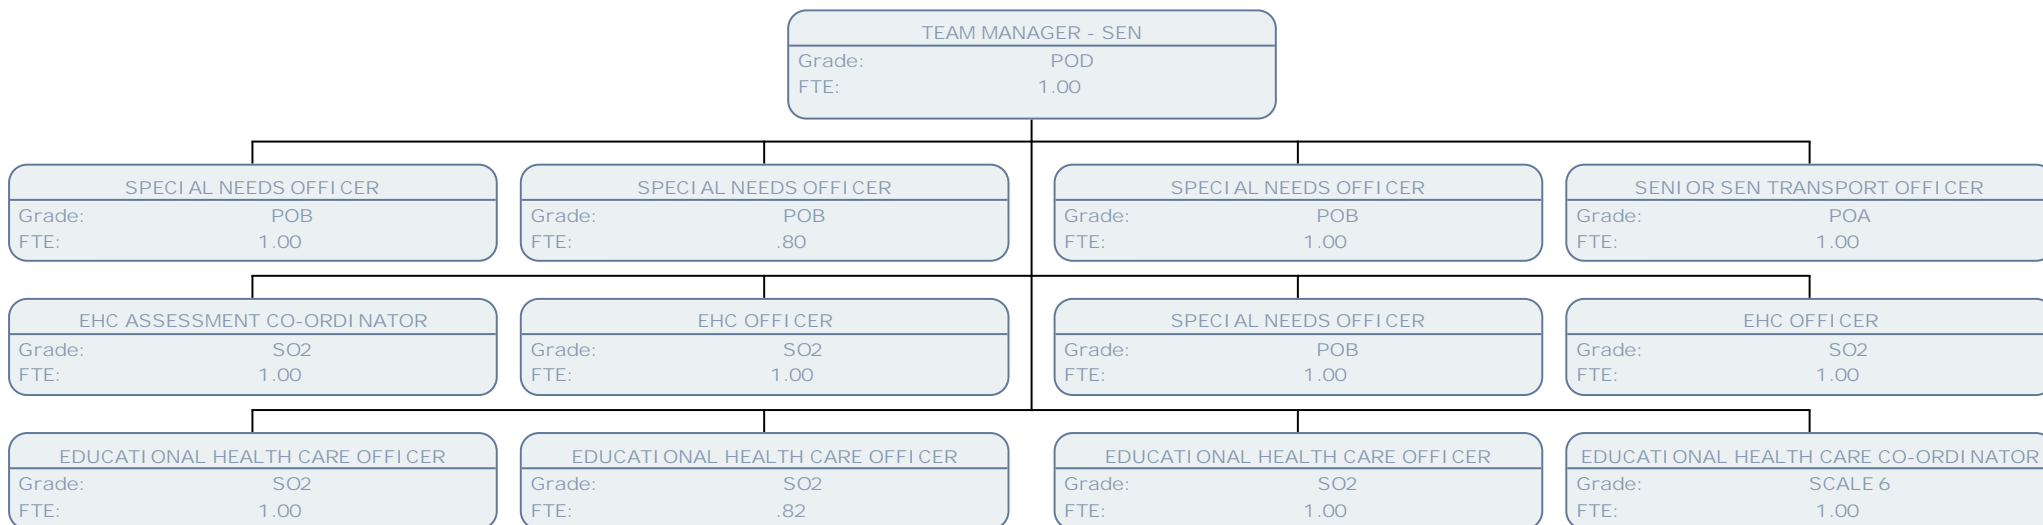 TEAM MANAGER - SEN
Grade: POD
FTE: 1.00
SPECIAL NEEDS OFFICER
Grade: POB
FTE: 1.00
SPECIAL NEEDS OFFICER
Grade: POB
FTE: .80
SPECIAL NEEDS OFFICER
Grade: POB
FTE: 1.00
SENIOR SEN TRANSPORT OFFICER
Grade: POA
FTE: 1.00
EHC ASSESSMENT CO-ORDINATOR
Grade: SO2
FTE: 1.00
EHC OFFICER
Grade: SO2
FTE: 1.00
SPECIAL NEEDS OFFICER
Grade: POB
FTE: 1.00
EHC OFFICER
Grade: SO2
FTE: 1.00
EDUCATIONAL HEALTH CARE OFFICER
Grade: SO2
FTE: 1.00
EDUCATIONAL HEALTH CARE OFFICER
Grade: SO2
FTE: .82
EDUCATIONAL HEALTH CARE OFFICER
Grade: SO2
FTE: 1.00
EDUCATIONAL HEALTH CARE CO-ORDINATOR
Grade: SCALE 6
FTE: 1.00